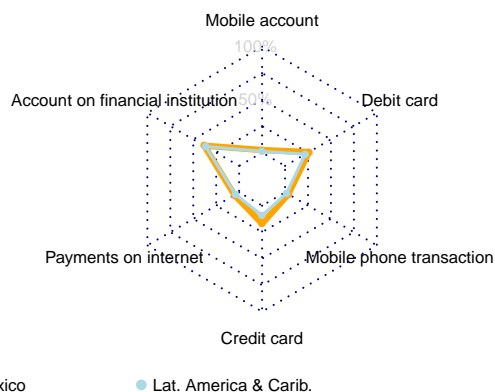 Mobile account
100%
Account on financial institution
50%
Debit card
Payments on internet
Mobile phone transaction
Credit card
xico
Lat. America & Carib.